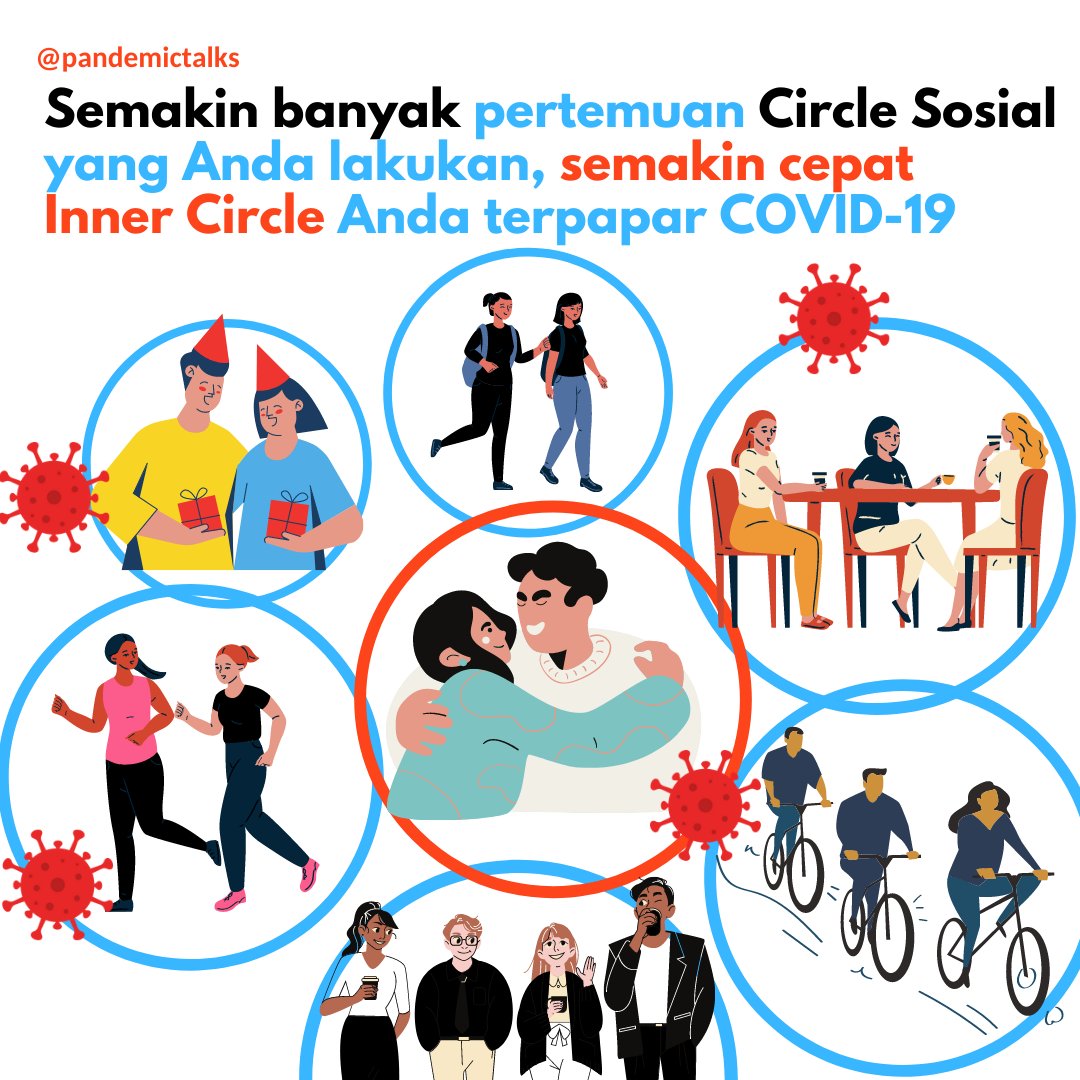 @pandemictalks
Semakin banyak pertemuan Circle Sosial
yang Anda lakukan, semakin cepat
Inner Circle Anda terpapar COVID-19